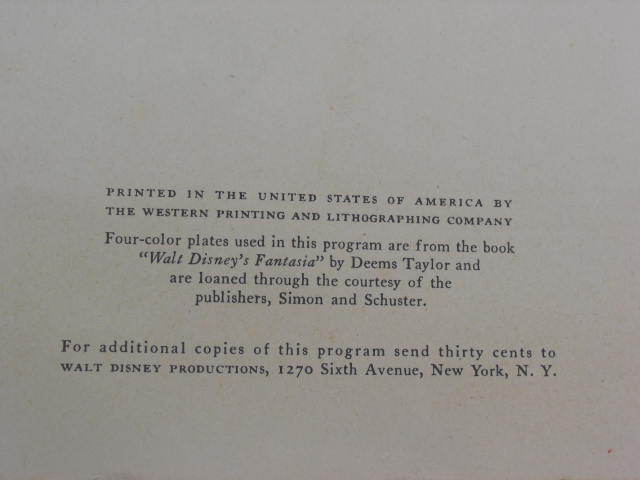 PRINTED IN THE UNITED STATES OF AMERICA BY
THE WESTERN PRINTING AND LITHOGRAPHING COMPANY
Four-color plates used in this program are from the book
"Walt Disney's Fantasia" by Deems Taylor and
are loaned through the courtesy of the
publishers, Simon and Schuster.
For additional copies of this program send thirty cents to
WALT DISNEY PRODUCTIONS, 1270 Sixth Avenue, New York, N. Y.